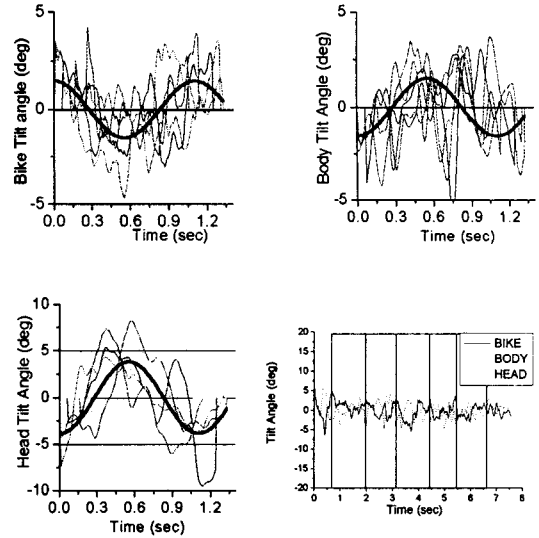 Bike Tilt angle (deg)
5
0
-5
0.0 0.3 0.6 0.9 1.2
Time (sec)
Body Tilt Angle (deg)
5
0
-5
0.0 0.3 0.6 0.9 1.2
Time (sec)
Head Tilt Angle (deg)
10
5
0
-5
-10
0.0 0.3 0.6 0.9 1.2
Time (sec)
Tilt Angle (deg)
20
15
10
5
0
-5
-10
-15
-20
0 1 2 3 4 5 6 7 8
Time (sec)
BIKE
BODY
HEAD